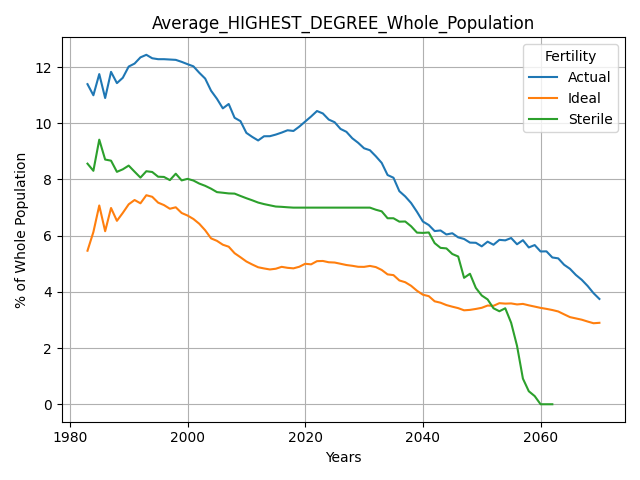 Average_HIGHEST_DEGREE_Whole_Population
% of Whole Population
12
10
8
6
4
2
0
Fertility
Actual
Ideal
Sterile
1980
2000
2020
2040
2060
Years